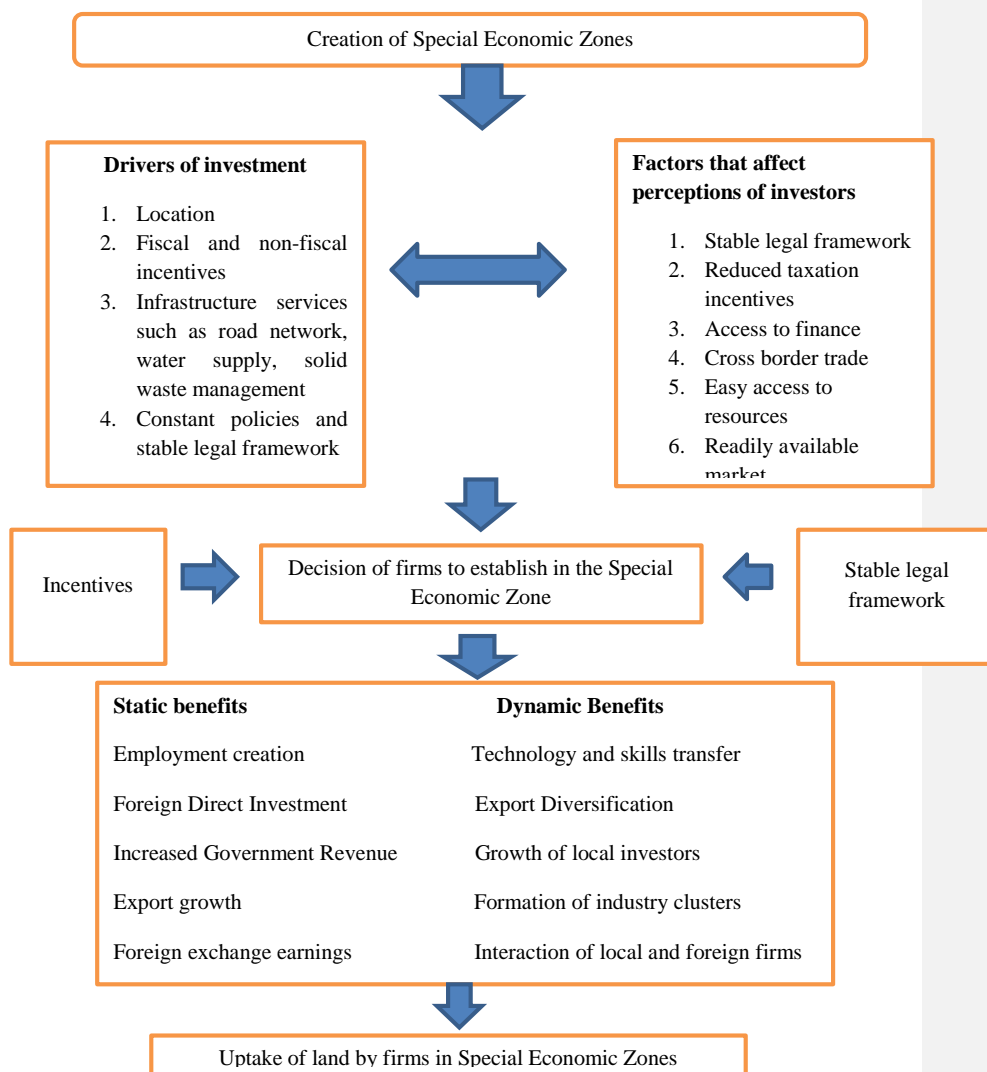 Creation of Special Economic Zones
Drivers of investment
1. Location
2. Fiscal and non-fiscal
incentives
3. Infrastructure services
such as road network,
water supply, solid
waste management
4. Constant policies and
stable legal framework
Factors that affect
perceptions of investors
1. Stable legal framework
2. Reduced taxation
incentives
3. Access to finance
4. Cross border trade
5. Easy access to
resources
6. Readily available
market
Incentives
Decision of firms to establish in the Special
Economic Zone
Stable legal
framework
Static benefits Dynamic Benefits
Employment creation Technology and skills transfer
Foreign Direct Investment Export Diversification
Increased Government Revenue Growth of local investors
Export growth Formation of industry clusters
Foreign exchange earnings Interaction of local and foreign firms
Uptake of land by firms in Special Economic Zones